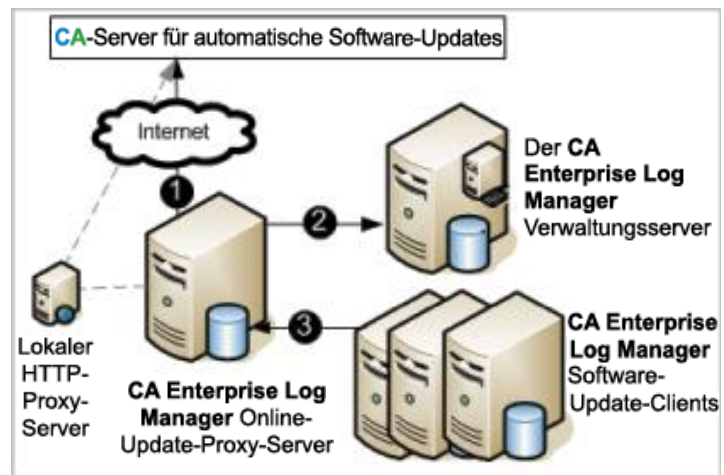 CA-Server für automatische Software-Updates
Internet
1
2
Der CA
Enterprise Log
Manager
Verwaltungsserver
3
Lokaler
HTTP-
Proxy-
Server
CA Enterprise Log
Manager Online-
Update-Proxy-Server
CA Enterprise
Log Manager
Software-
Update-Clients